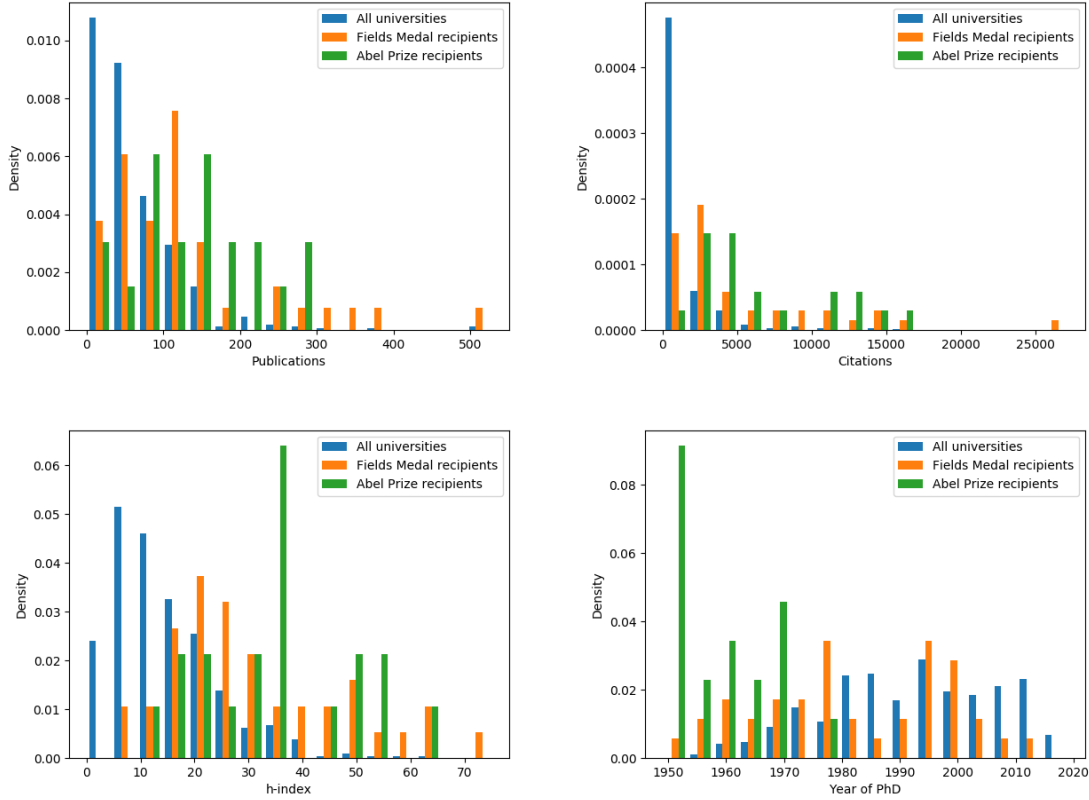 All universities
Fields Medal recipients
Abel Prize recipients
0.010
0.008
0.006
0.004
0.002
0.000
Density
0 100 200 300 400 500
Publications
All universities
Fields Medal recipients
Abel Prize recipients
0.0004
0.0003
0.0002
0.0001
0.0000
Density
0 5000 10000 15000 20000 25000
Citations
All universities
Fields Medal recipients
Abel Prize recipients
0.06
0.05
0.04
0.03
0.02
0.01
0.00
Density
0 10 20 30 40 50 60 70
h-index
All universities
Fields Medal recipients
Abel Prize recipients
0.08
0.06
0.04
0.02
0.00
Density
1950 1960 1970 1980 1990 2000 2010 2020
Year of PhD